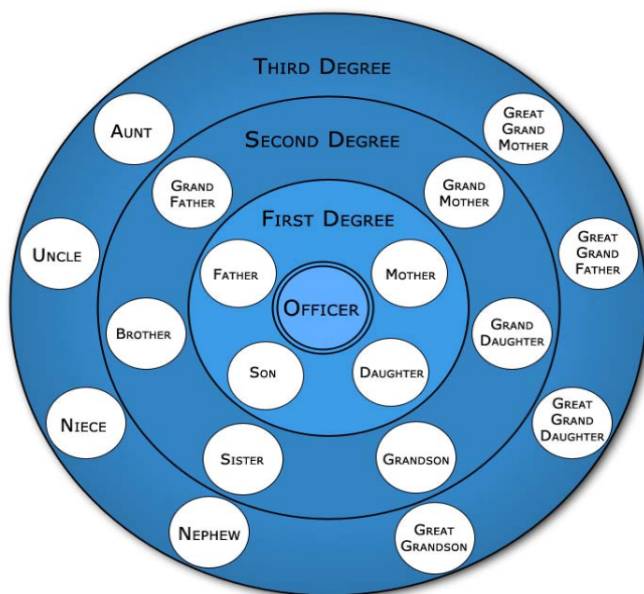 THIRD DEGREE
AUNT
GREAT
GRAND
MOTHER
SECOND DEGREE
GRAND
FATHER
GRAND
MOTHER
FIRST DEGREE
UNCLE
GREAT
GRAND
FATHER
FATHER
MOTHER
OFFICER
BROTHER
GRAND
DAUGHTER
SON
DAUGHTER
NIECE
GREAT
GRAND
DAUGHTER
SISTER
GRANDSON
NEPHEW
GREAT
GRANDSON